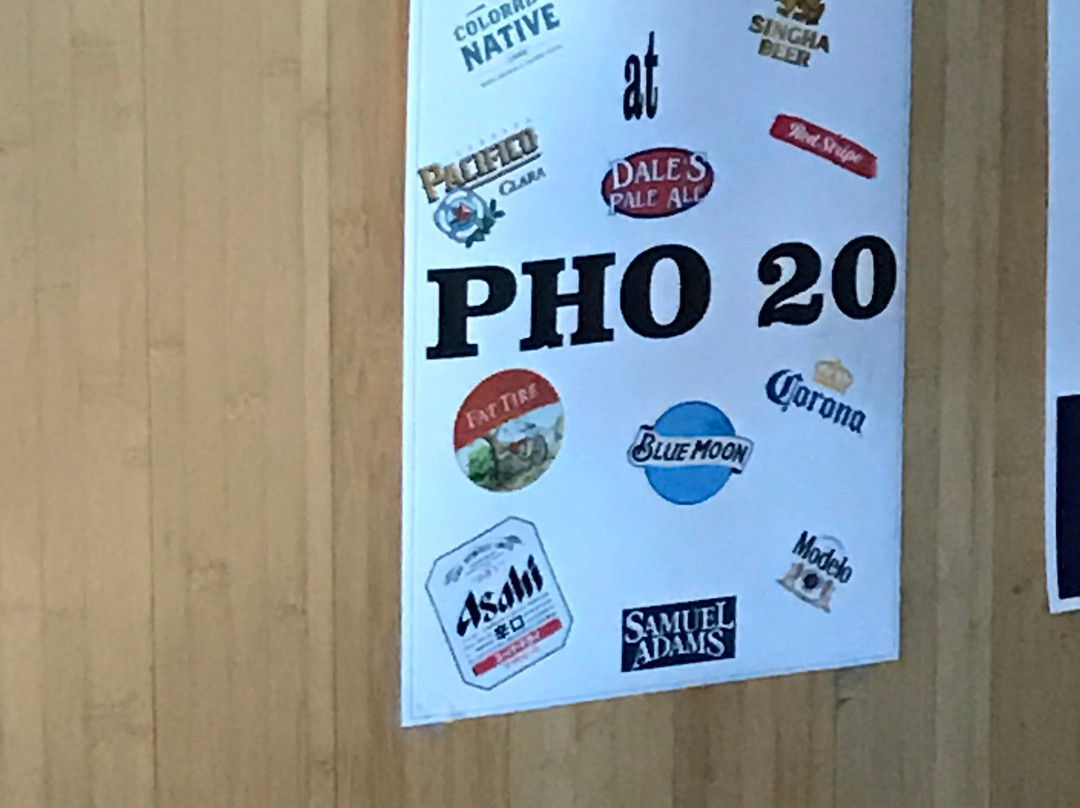 COLORADO
NATIVE
SINGHA
BEER
at
PACIFICO
CLARA
DALE'S
PALE ALE
Red Stripe
PHO 20
FAT TIRE
BLUE MOON
Corona
Asahi
辛口
Modelo
SAMUEL
ADAMS